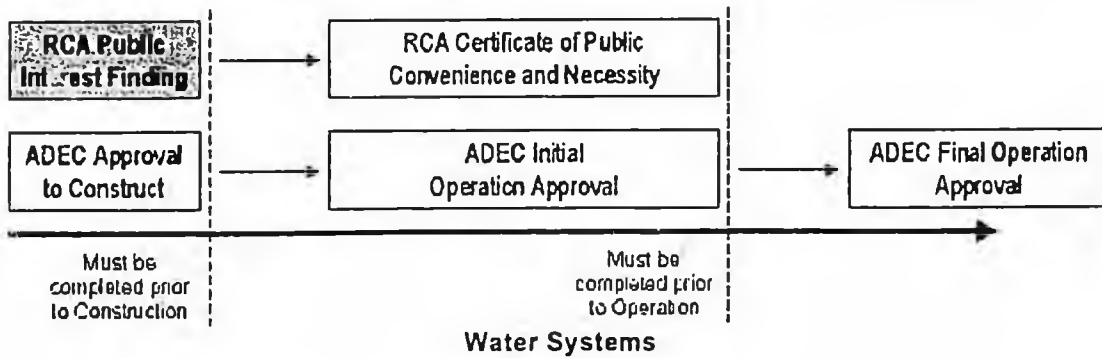 RCA Public
Interest Finding
RCA Certificate of Public
Convenience and Necessity
ADEC Approval
to Construct
ADEC Initial
Operation Approval
ADEC Final Operation
Approval
Must be
completed prior
to Construction
Must be
completed prior
to Operation
Water Systems